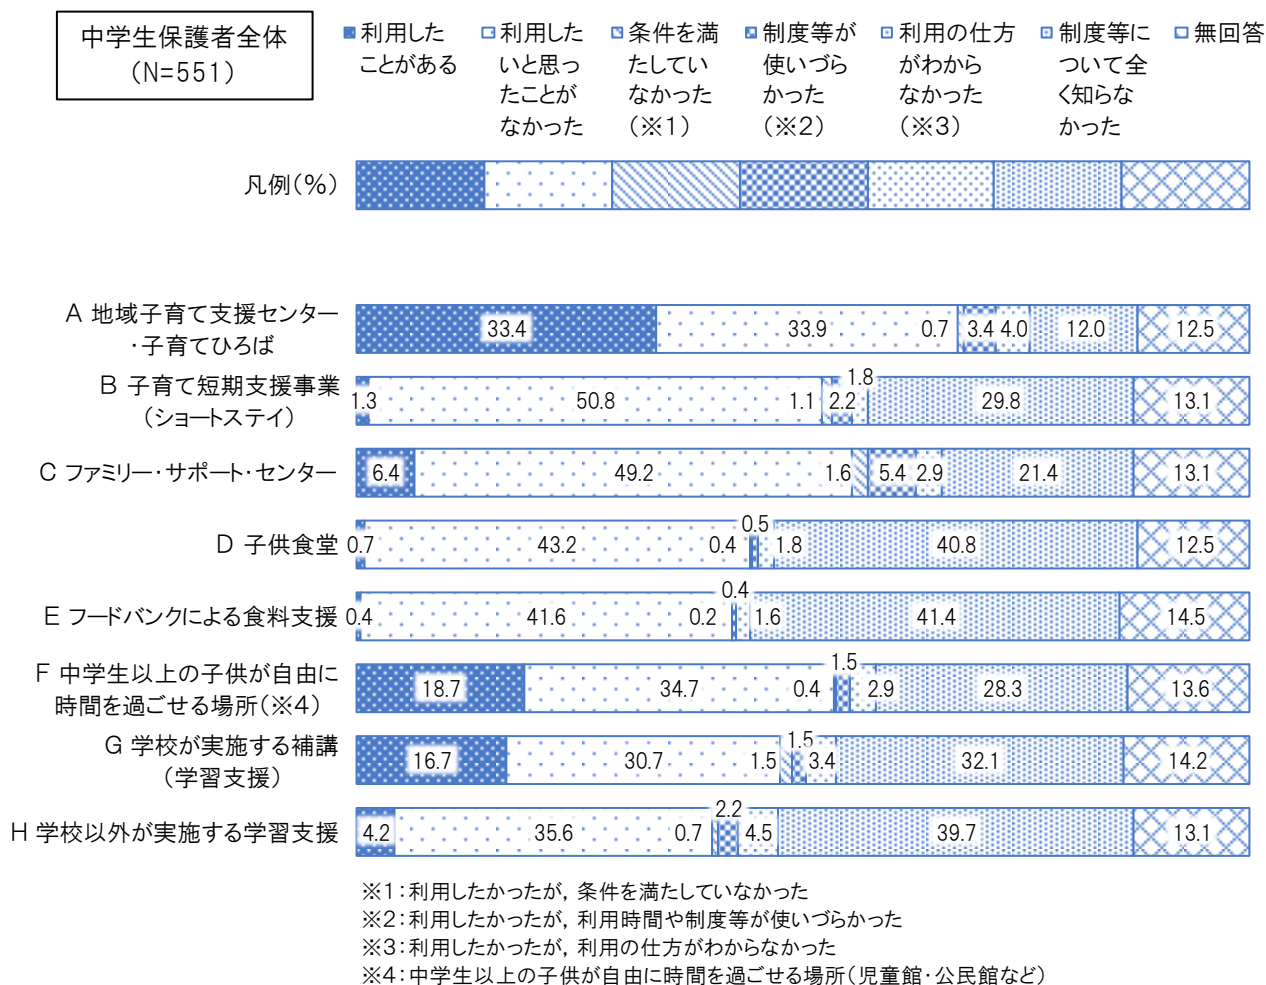 中学生保護者全体
（N=551）
利用した
ことがある
利用した
いと思っ
たことが
なかった
条件を満
たしてい
なかった
（※1）
制度等が
使いづら
かった
（※2）
利用の仕方
がわから
なかった
（※3）
制度等に
ついて全
く知らな
かった
無回答
凡例（％）
A 地域子育て支援センター
・子育てひろば
33.4 33.9 0.7 3.4 4.0 12.0 12.5
B 子育て短期支援事業
（ショートステイ）
1.3 50.8 1.1 2.2 1.8 29.8 13.1
C ファミリー・サポート・センター
6.4 49.2 1.6 5.4 2.9 21.4 13.1
D 子供食堂
0.7 43.2 0.4 0.5 1.8 40.8 12.5
E フードバンクによる食料支援
0.4 41.6 0.2 0.4 1.6 41.4 14.5
F 中学生以上の子供が自由に
時間を過ごせる場所（※4）
18.7 34.7 0.4 1.5 2.9 28.3 13.6
G 学校が実施する補講
（学習支援）
16.7 30.7 1.5 1.5 3.4 32.1 14.2
H 学校以外が実施する学習支援
4.2 35.6 0.7 2.2 4.5 39.7 13.1
※1：利用したかったが，条件を満たしていなかった
※2：利用したかったが，利用時間や制度等が使いづらかった
※3：利用したかったが，利用の仕方がわからなかった
※4：中学生以上の子供が自由に時間を過ごせる場所（児童館・公民館など）